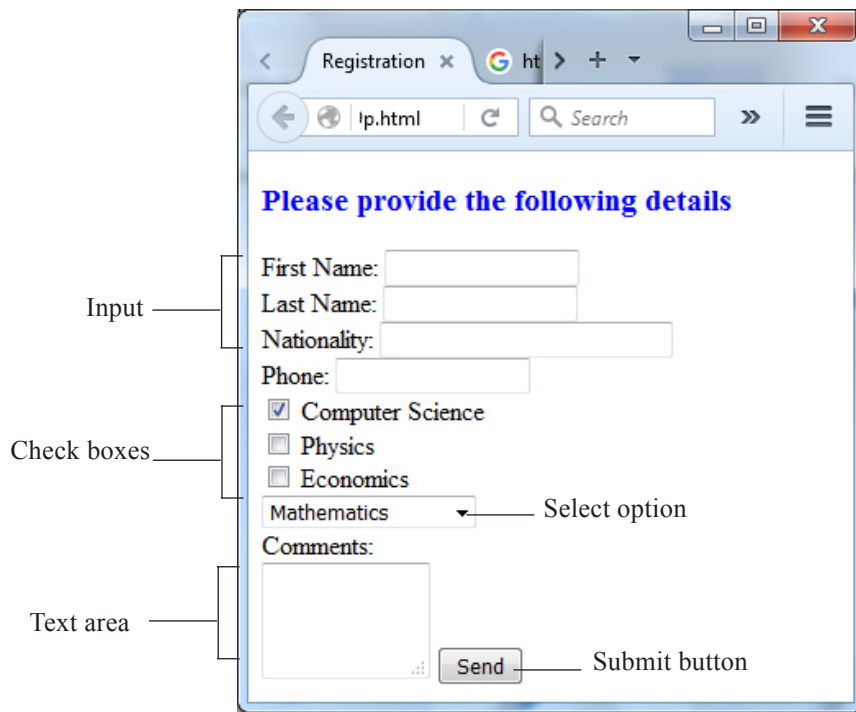 Registration
ht
p.html
Search
Please provide the following details
First Name:
Input
Last Name:
Nationality:
Phone:
Computer Science
Check boxes
Physics
Economics
Mathematics
Select option
Comments:
Text area
Send
Submit button